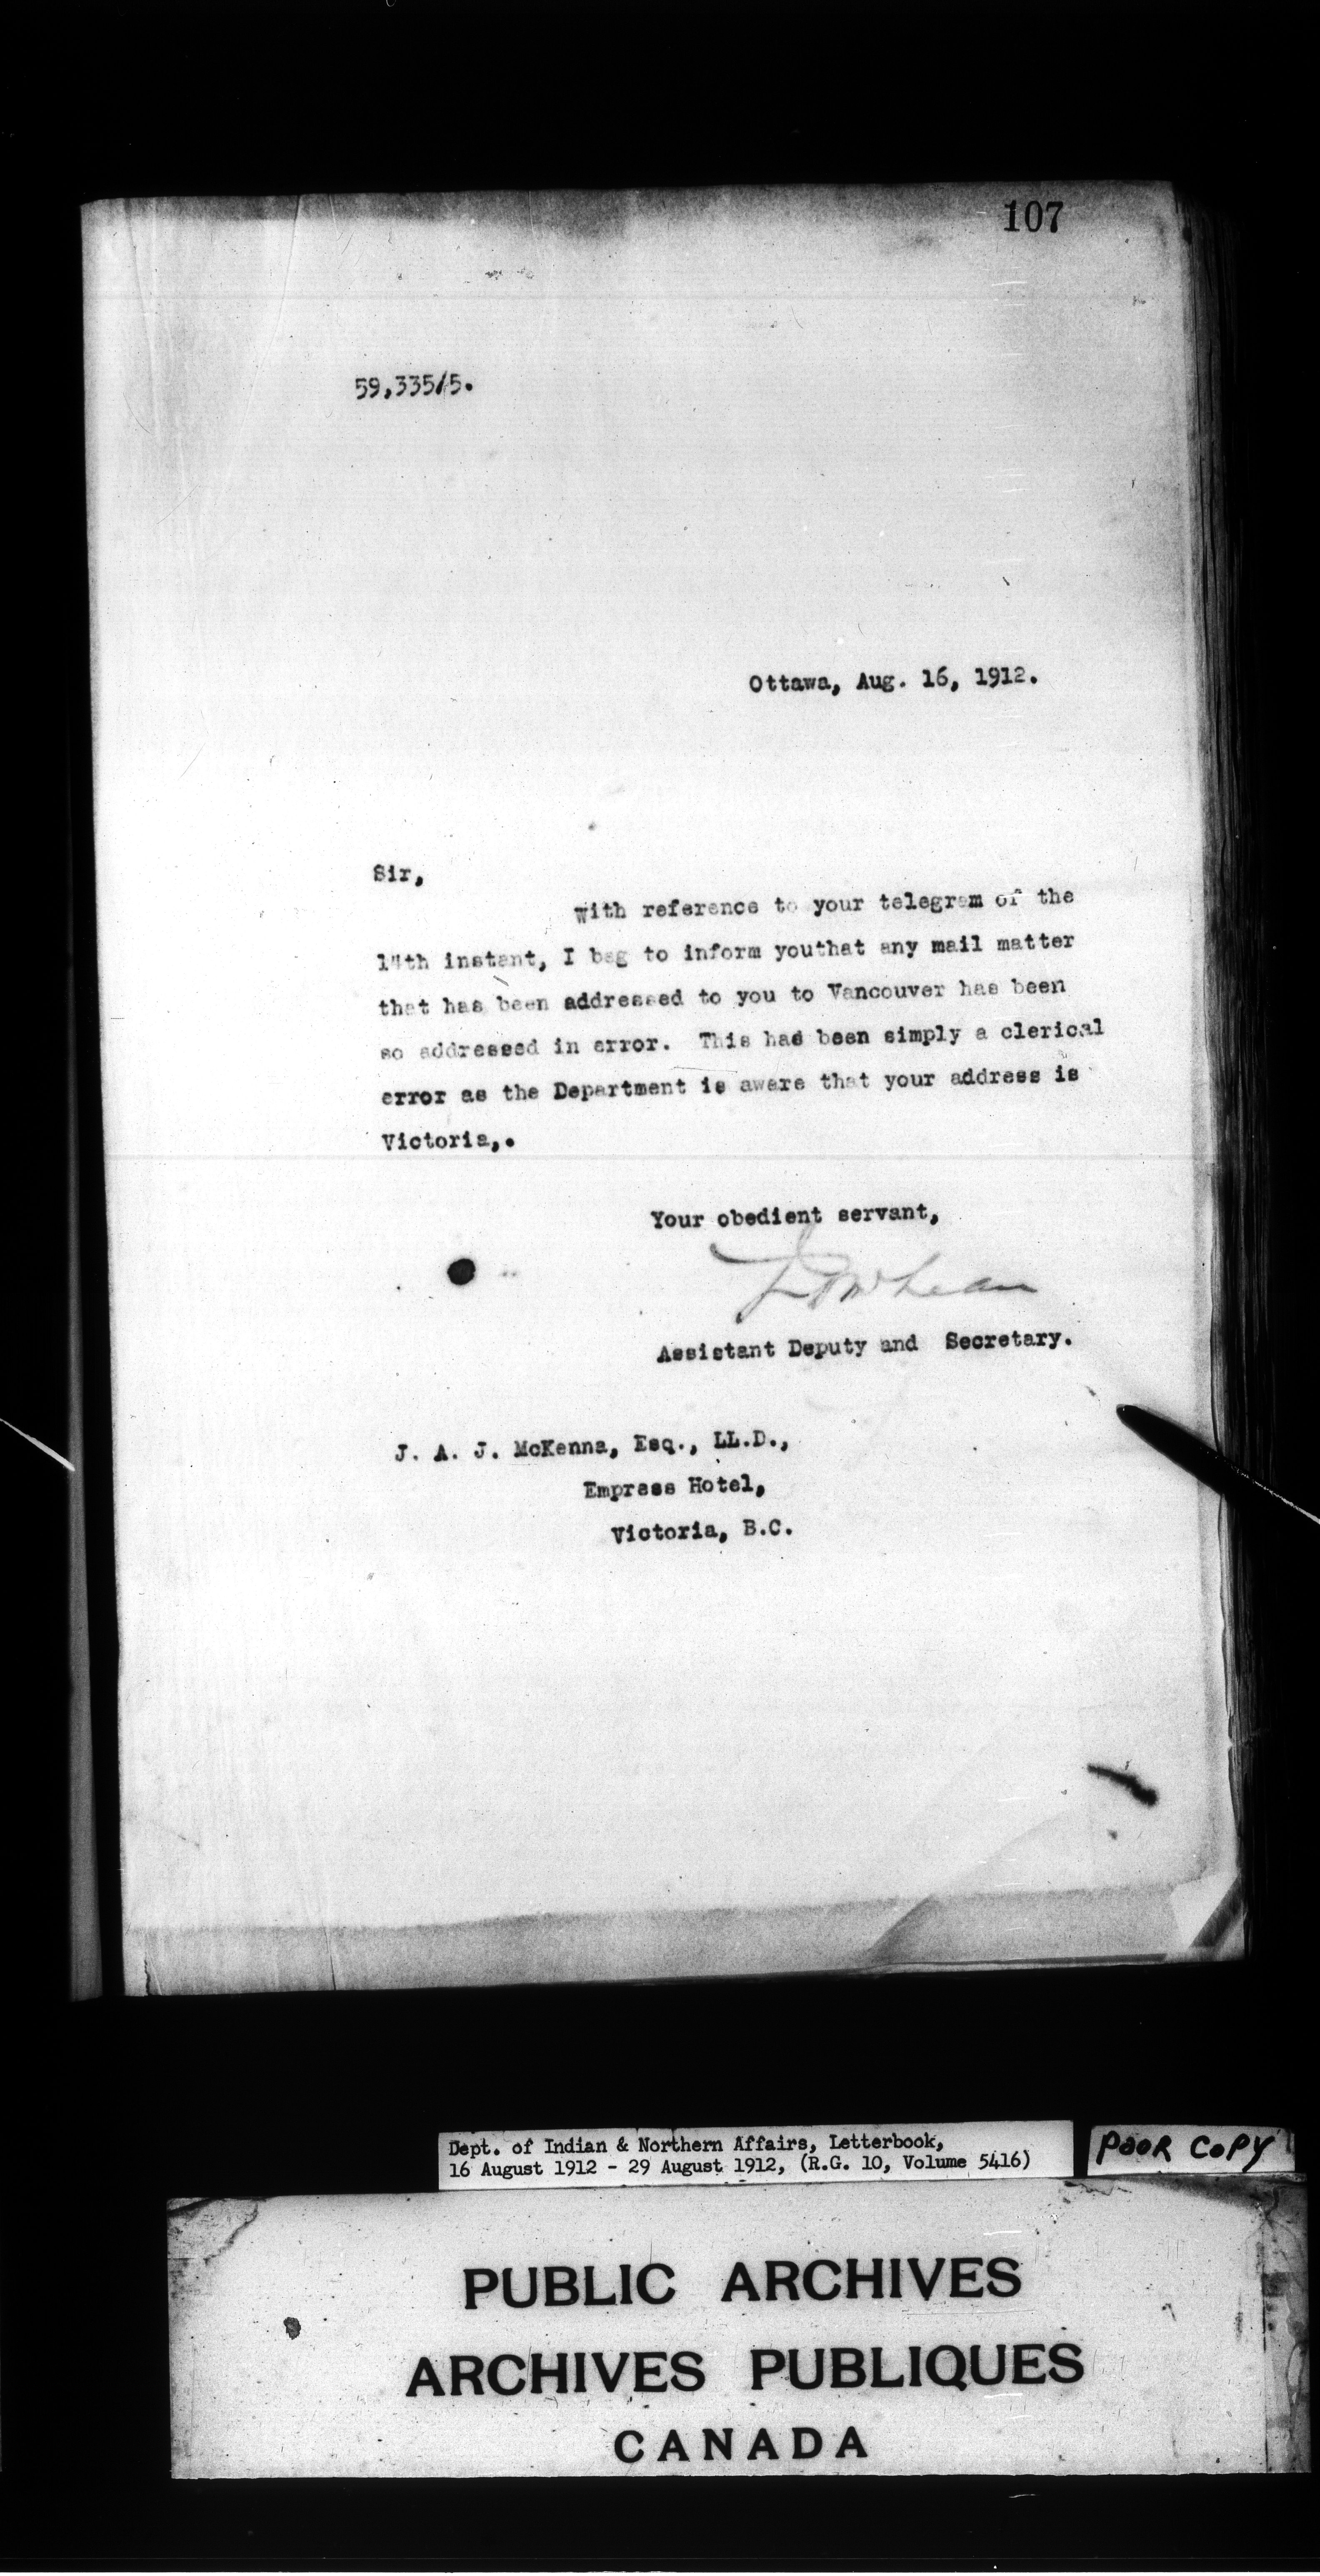 107
59,335/5.
Ottawa, Aug. 16, 1912.
Sir,
With reference to your telegram of the
14th instant, I beg to inform youthat any mail matter
that has been addressed to you to Vancouver has been
so addressed in error. This has been simply a clerical
error as the Department is aware that your address is
Victoria,.
Your obedient servant,
Assistant Deputy and Secretary.
J. A. J. McKenna, Esq., LL.D.,
Empress Hotel,
Victoria, B.C.
Dept. of Indian & Northern Affairs, Letterbook,
16 August 1912 - 29 August 1912, (R.G. 10, Volume 5416)
POOR COPY
PUBLIC ARCHIVES
ARCHIVES PUBLIQUES
CANADA